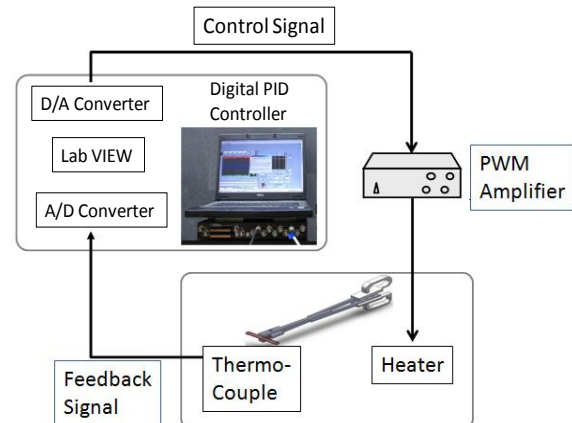 Control Signal
D/A Converter
Digital PID
Controller
Lab VIEW
A/D Converter
PWM
Amplifier
Thermo-
Couple
Heater
Feedback
Signal